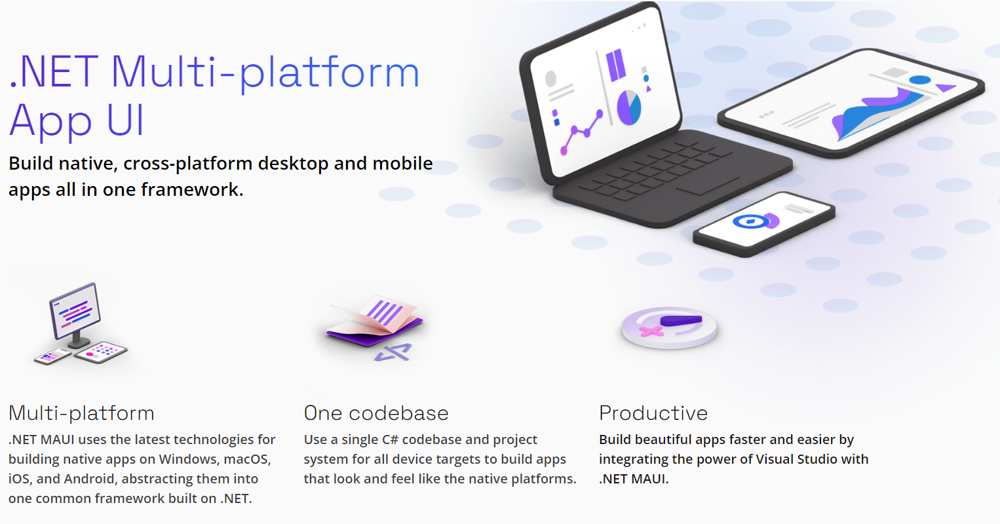 .NET Multi-platform
App UI
Build native, cross-platform desktop and mobile
apps all in one framework.
Multi-platform
.NET MAUI uses the latest technologies for
building native apps on Windows, macOS,
iOS, and Android, abstracting them into
one common framework built on .NET.
One codebase
Use a single C# codebase and project
system for all device targets to build apps
that look and feel like the native platforms.
Productive
Build beautiful apps faster and easier by
integrating the power of Visual Studio with
.NET MAUI.